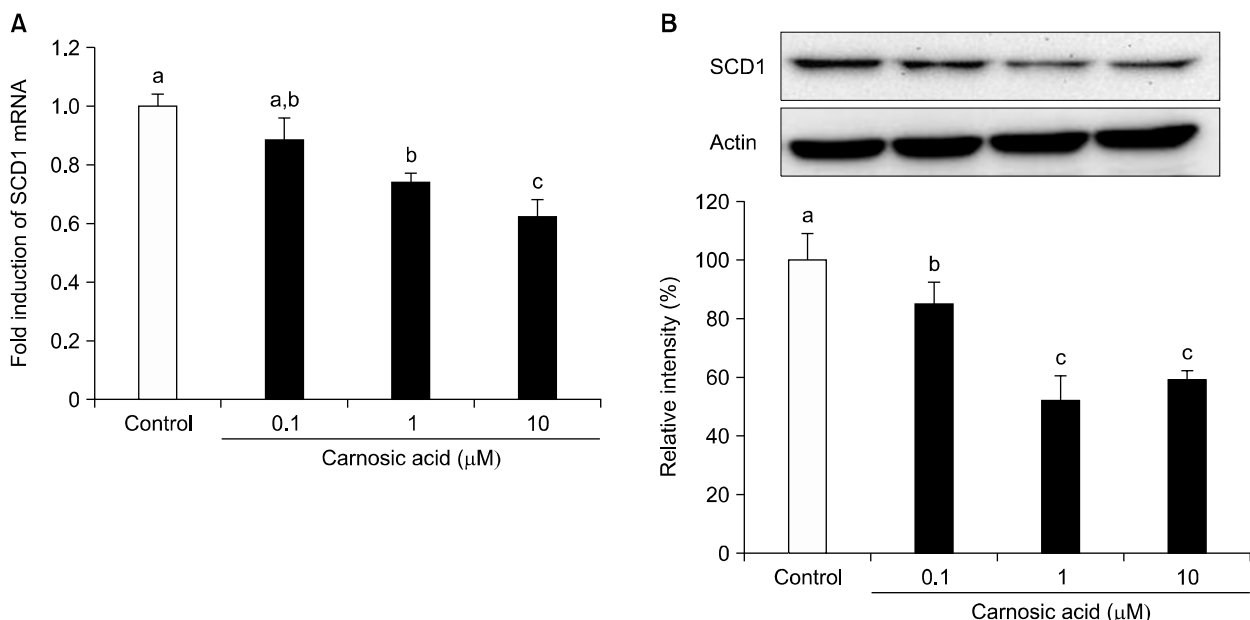 A
Fold induction of SCD1 mRNA
1.2
1.0
0.8
0.6
0.4
0.2
0
a
a,b
b
c
Control
0.1
1
10
Carnosic acid (μM)
B
SCD1
Actin
Relative intensity (%)
120
100
80
60
40
20
0
a
b
c
c
Control
0.1
1
10
Carnosic acid (μM)